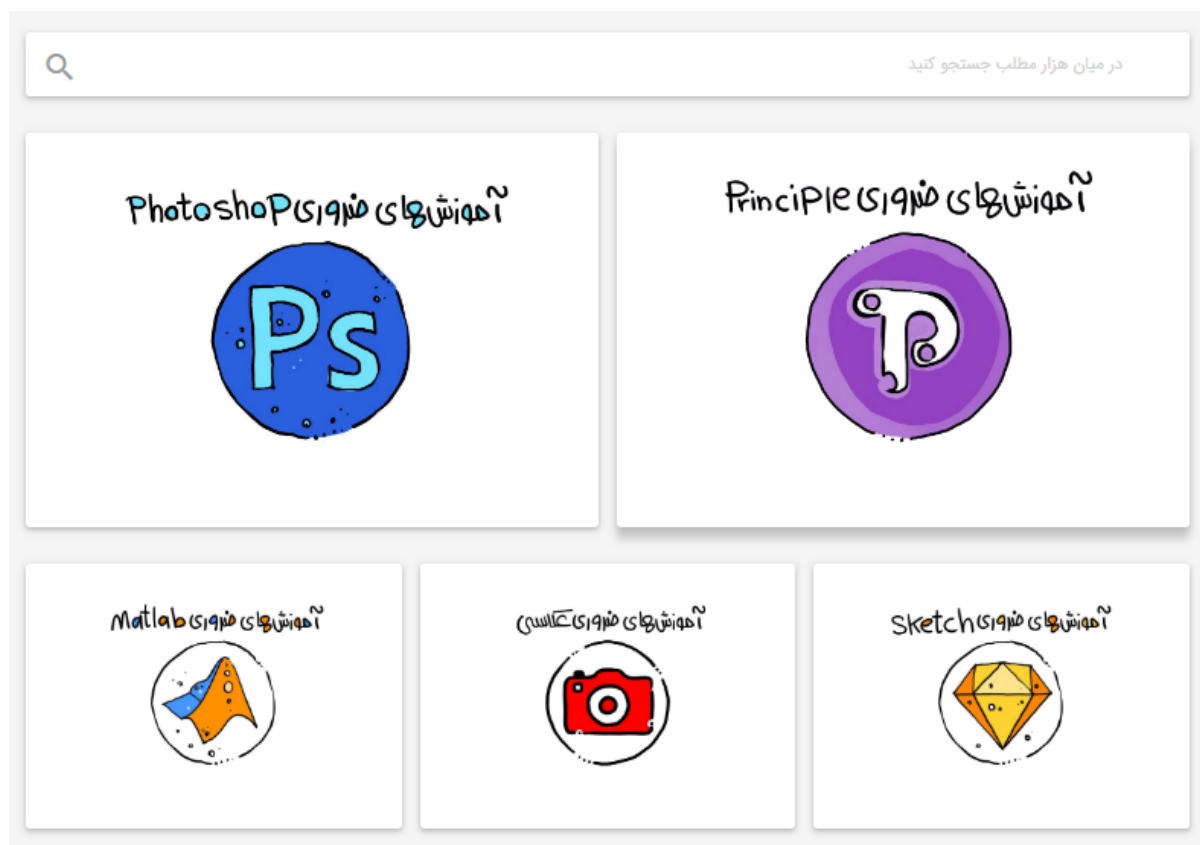 در میان هزار مطلب جستجو کنید
آموزش‌های ضروری Principle
آموزش‌های ضروری Photoshop
Ps
آموزش‌های ضروری Sketch
آموزش‌های ضروری عکاسی
آموزش‌های ضروری Matlab